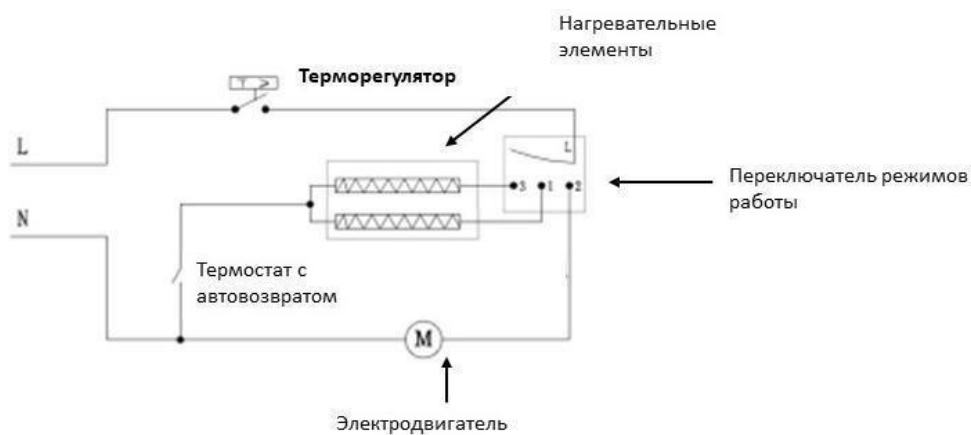 Нагревательные
элементы
Терморегулятор
L
L
3 1 2
Переключатель режимов
работы
N
Термостат с
автовозвратом
M
Электродвигатель